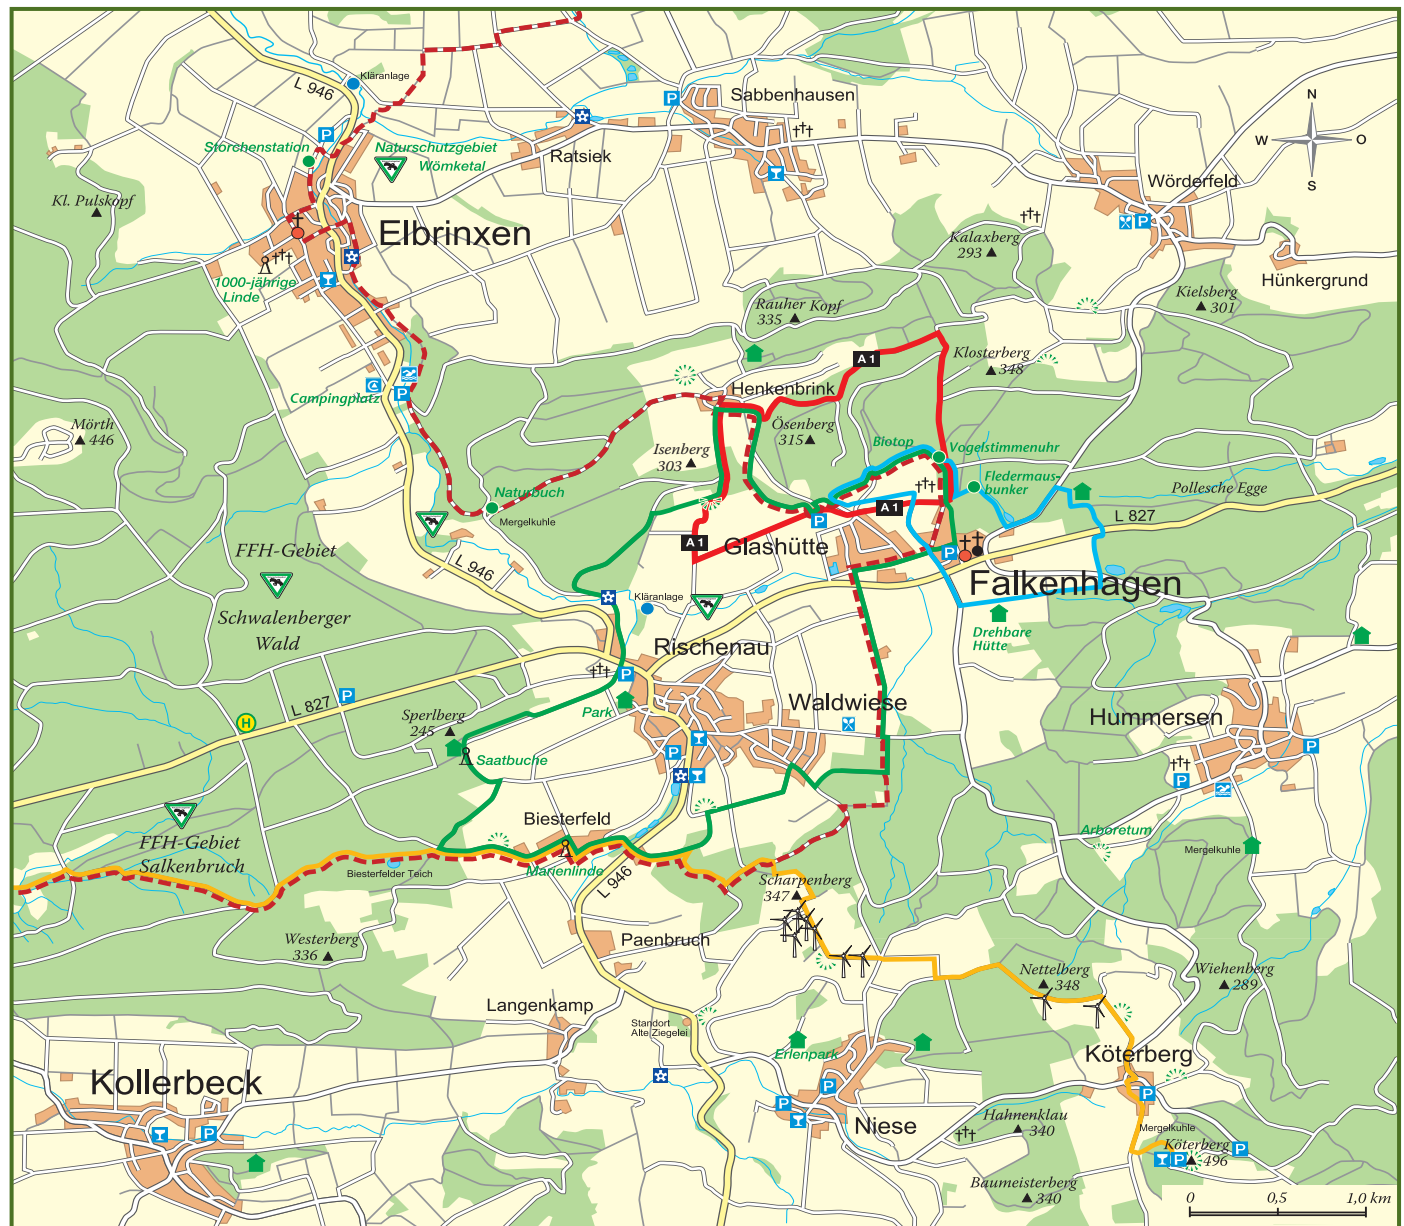 Kläranlage
L 946
Sabbenhausen
N
W
O
S
Storchenstation
Naturschutzgebiet
Wömketal
Ratsiek
Wörderfeld
Kl. Pulskopf
Elbrinxen
Kalaxberg
293
Hünkergrund
1000-jährige
Linde
Kielsberg
301
Rauher Kopf
335
A 1
Klosterberg
348
Henkenbrink
Campingplatz
Mörth
446
Ösenberg
315
Isenberg
303
Biotop
Vogelstimmenuhr
Fledermaus-
bunker
Naturbuch
Mergelkuhle
Pollesche Egge
L 827
A 1
A 1
Glashütte
FFH-Gebiet
Schwalenberger
Wald
L 946
Falkenhagen
Kläranlage
Drehbare
Hütte
Rischenau
L 827
H
Park
Waldwiese
Hummersen
Sperlberg
245
Saatbuche
FFH-Gebiet
Salkenbruch
Biesterfeld
Arboretum
Mergelkuhle
Biesterfelder Teich
Marienlinde
L 946
Scharpenberg
347
Westerberg
336
Paenbruch
Nettelberg
348
Wiehenberg
289
Langenkamp
Standort
Alte Ziegelei
Erlenpark
Köterberg
Kollerbeck
Niese
Hahnenklau
340
Mergelkuhle
Köterberg
496
Baumeisterberg
340
0
0,5
1,0 km